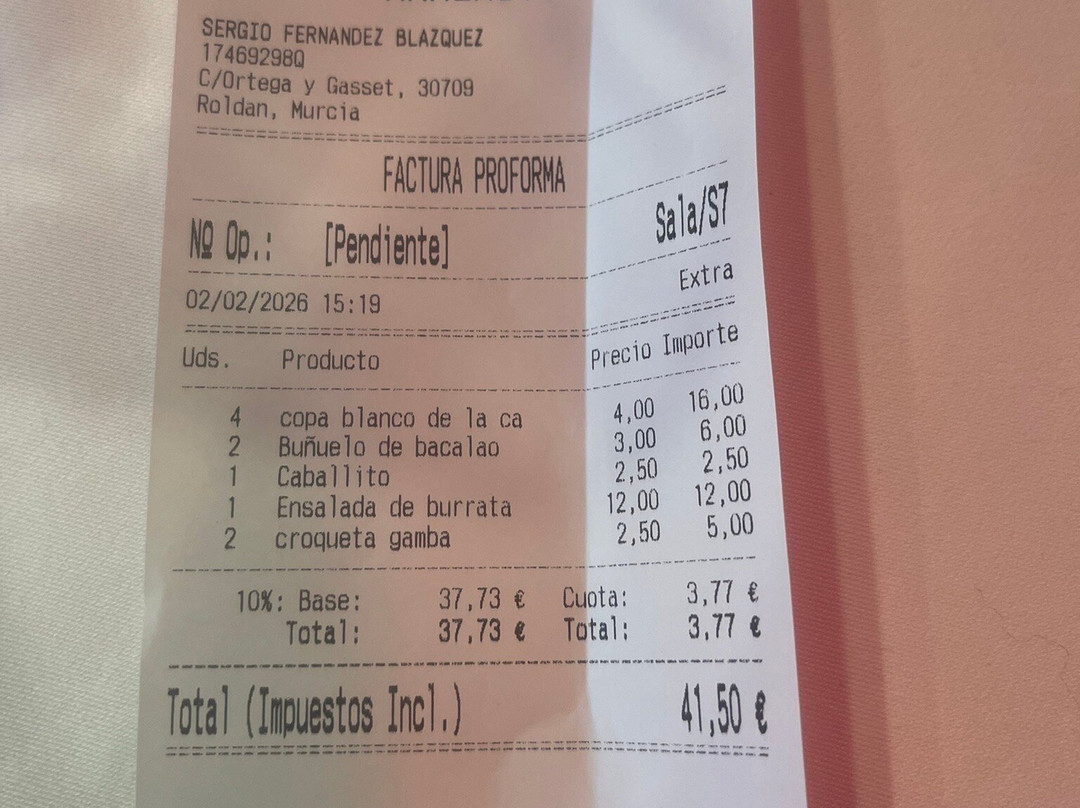 SERGIO FERNANDEZ BLAZQUEZ
17469298Q
C/Ortega y Gasset, 30709
Roldan, Murcia
FACTURA PROFORMA
Nº Op.: [Pendiente] Sala/S7
02/02/2026 15:19 Extra
Uds. Producto Precio Importe
4 copa blanco de la ca 4,00 16,00
2 Buñuelo de bacalao 3,00 6,00
1 Caballito 2,50 2,50
1 Ensalada de burrata 12,00 12,00
2 croqueta gamba 2,50 5,00
10%: Base: 37,73 € Cuota: 3,77 €
Total: 37,73 € Total: 3,77 €
Total (Impuestos Incl.) 41,50 €